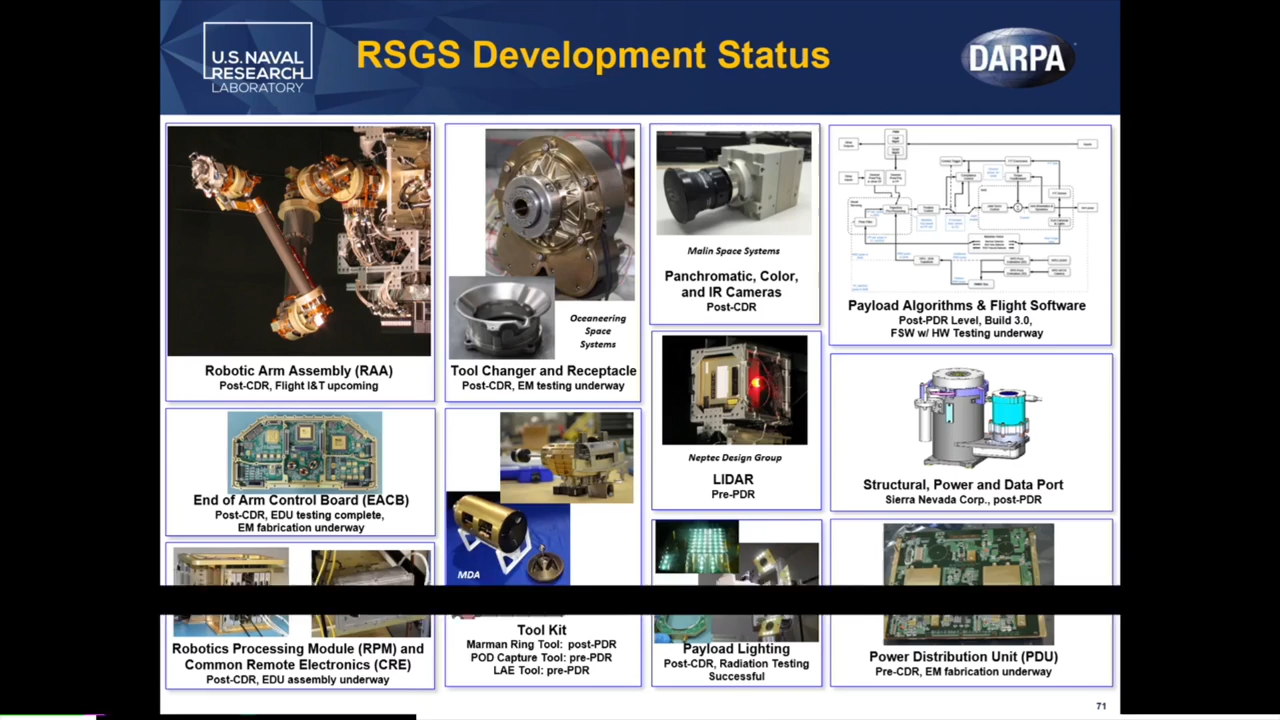 U.S. NAVAL
RESEARCH
LABORATORY
RSGS Development Status
DARPA
Robotic Arm Assembly (RAA)
Post-CDR, Flight I&T upcoming
Oceaneering
Space
Systems
Tool Changer and Receptacle
Post-CDR, EM testing underway
Malin Space Systems
Panchromatic, Color,
and IR Cameras
Post-CDR
Payload Algorithms & Flight Software
Post-PDR Level, Build 3.0,
FSW w/ HW Testing underway
End of Arm Control Board (EACB)
Post-CDR, EDU testing complete,
EM fabrication underway
MDA
Neptec Design Group
LIDAR
Pre-PDR
Structural, Power and Data Port
Sierra Nevada Corp., post-PDR
Robotics Processing Module (RPM) and
Common Remote Electronics (CRE)
Post-CDR, EDU assembly underway
Tool Kit
Marman Ring Tool: post-PDR
POD Capture Tool: pre-PDR
LAE Tool: pre-PDR
Payload Lighting
Post-CDR, Radiation Testing
Successful
Power Distribution Unit (PDU)
Pre-CDR, EM fabrication underway
71